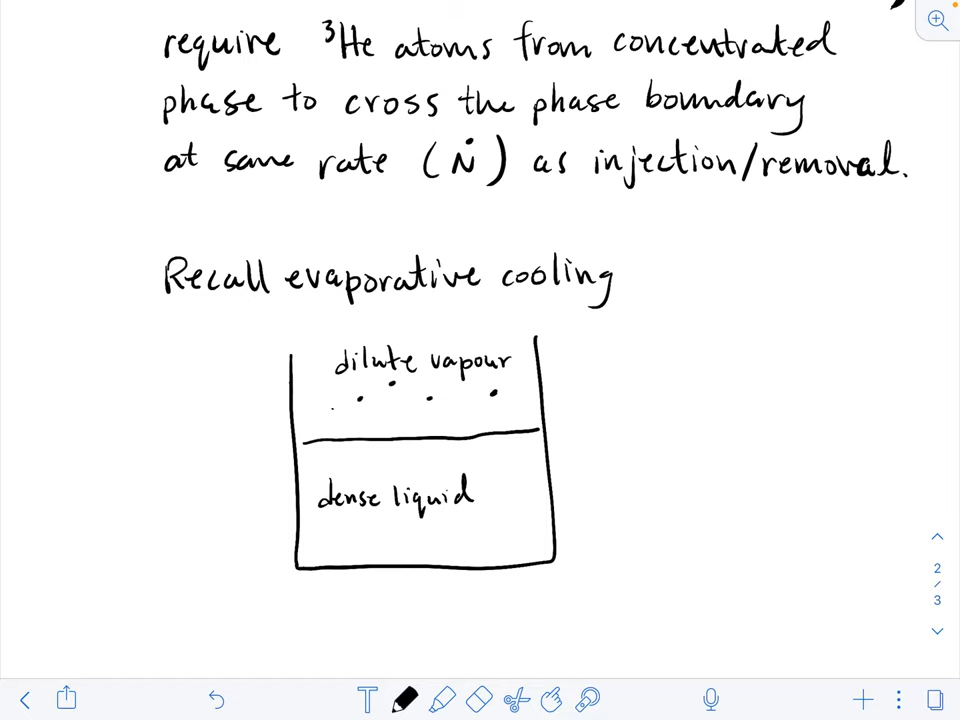 require ³He atoms from concentrated
phase to cross the phase boundary
at same rate (Ṅ) as injection/removal.
Recall evaporative cooling
dilute vapour
dense liquid
2
/
3
T